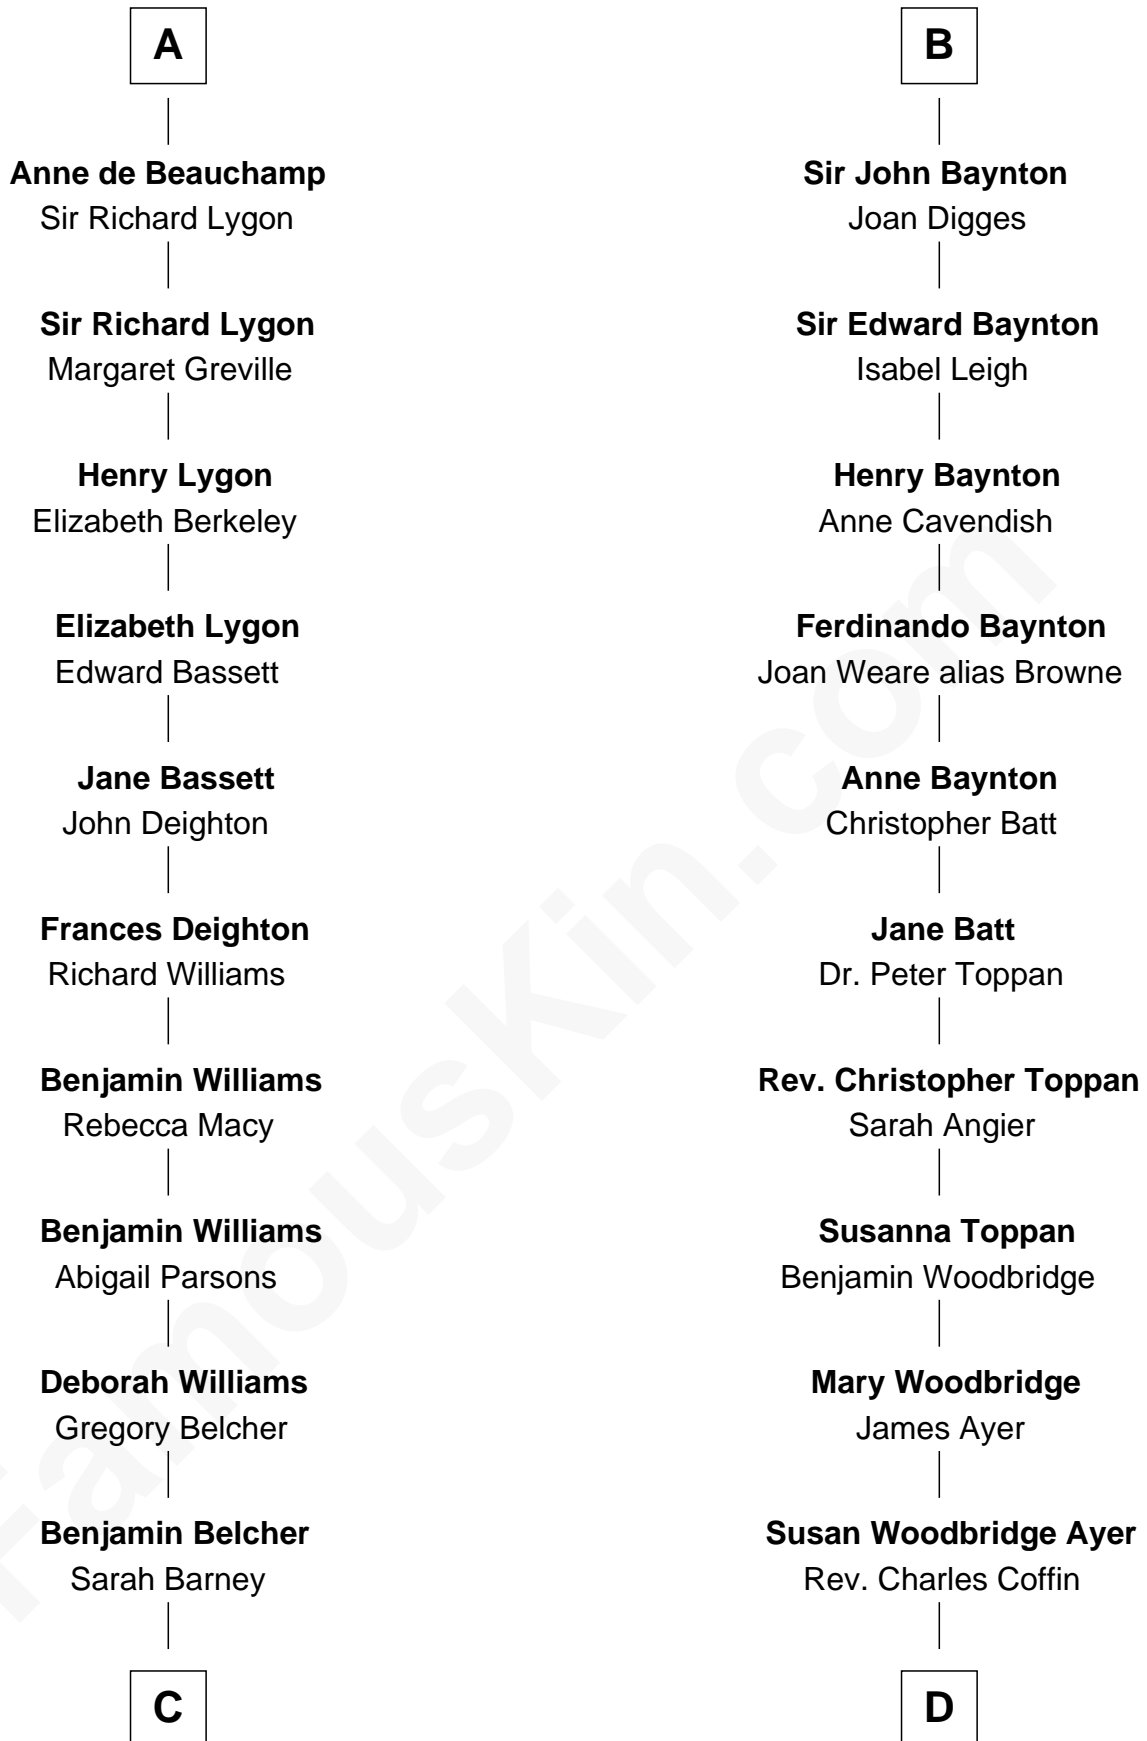 A
Anne de Beauchamp
Sir Richard Lygon
Sir Richard Lygon
Margaret Greville
Henry Lygon
Elizabeth Berkeley
Elizabeth Lygon
Edward Bassett
Jane Bassett
John Deighton
Frances Deighton
Richard Williams
Benjamin Williams
Rebecca Macy
Benjamin Williams
Abigail Parsons
Deborah Williams
Gregory Belcher
Benjamin Belcher
Sarah Barney
C
B
Sir John Baynton
Joan Digges
Sir Edward Baynton
Isabel Leigh
Henry Baynton
Anne Cavendish
Ferdinando Baynton
Joan Weare alias Browne
Anne Baynton
Christopher Batt
Jane Batt
Dr. Peter Toppan
Rev. Christopher Toppan
Sarah Angier
Susanna Toppan
Benjamin Woodbridge
Mary Woodbridge
James Ayer
Susan Woodbridge Ayer
Rev. Charles Coffin
D
FamousKin.com